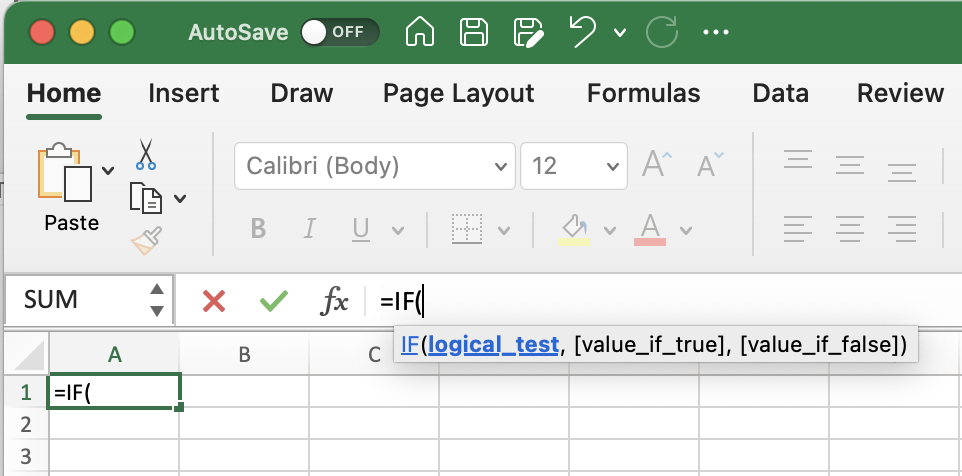 AutoSave OFF
Home Insert Draw Page Layout Formulas Data Review
Calibri (Body) 12 A A
Paste
B I U A
SUM fx =IF(
IF(logical_test, [value_if_true], [value_if_false])
A B C
1 =IF(
2
3